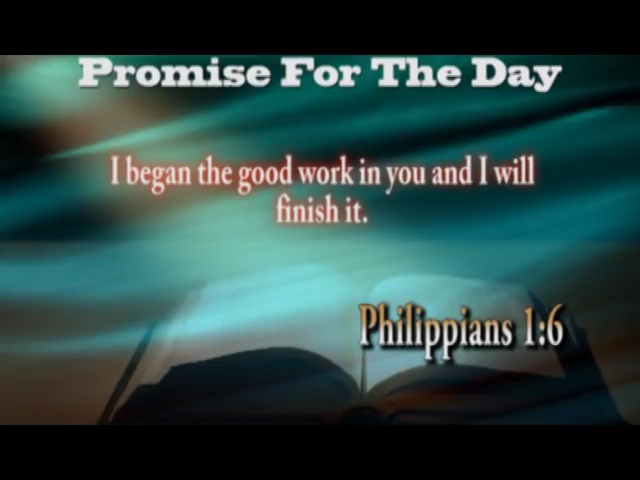 Promise For The Day
I began the good work in you and I will
finish it.
Philippians 1:6